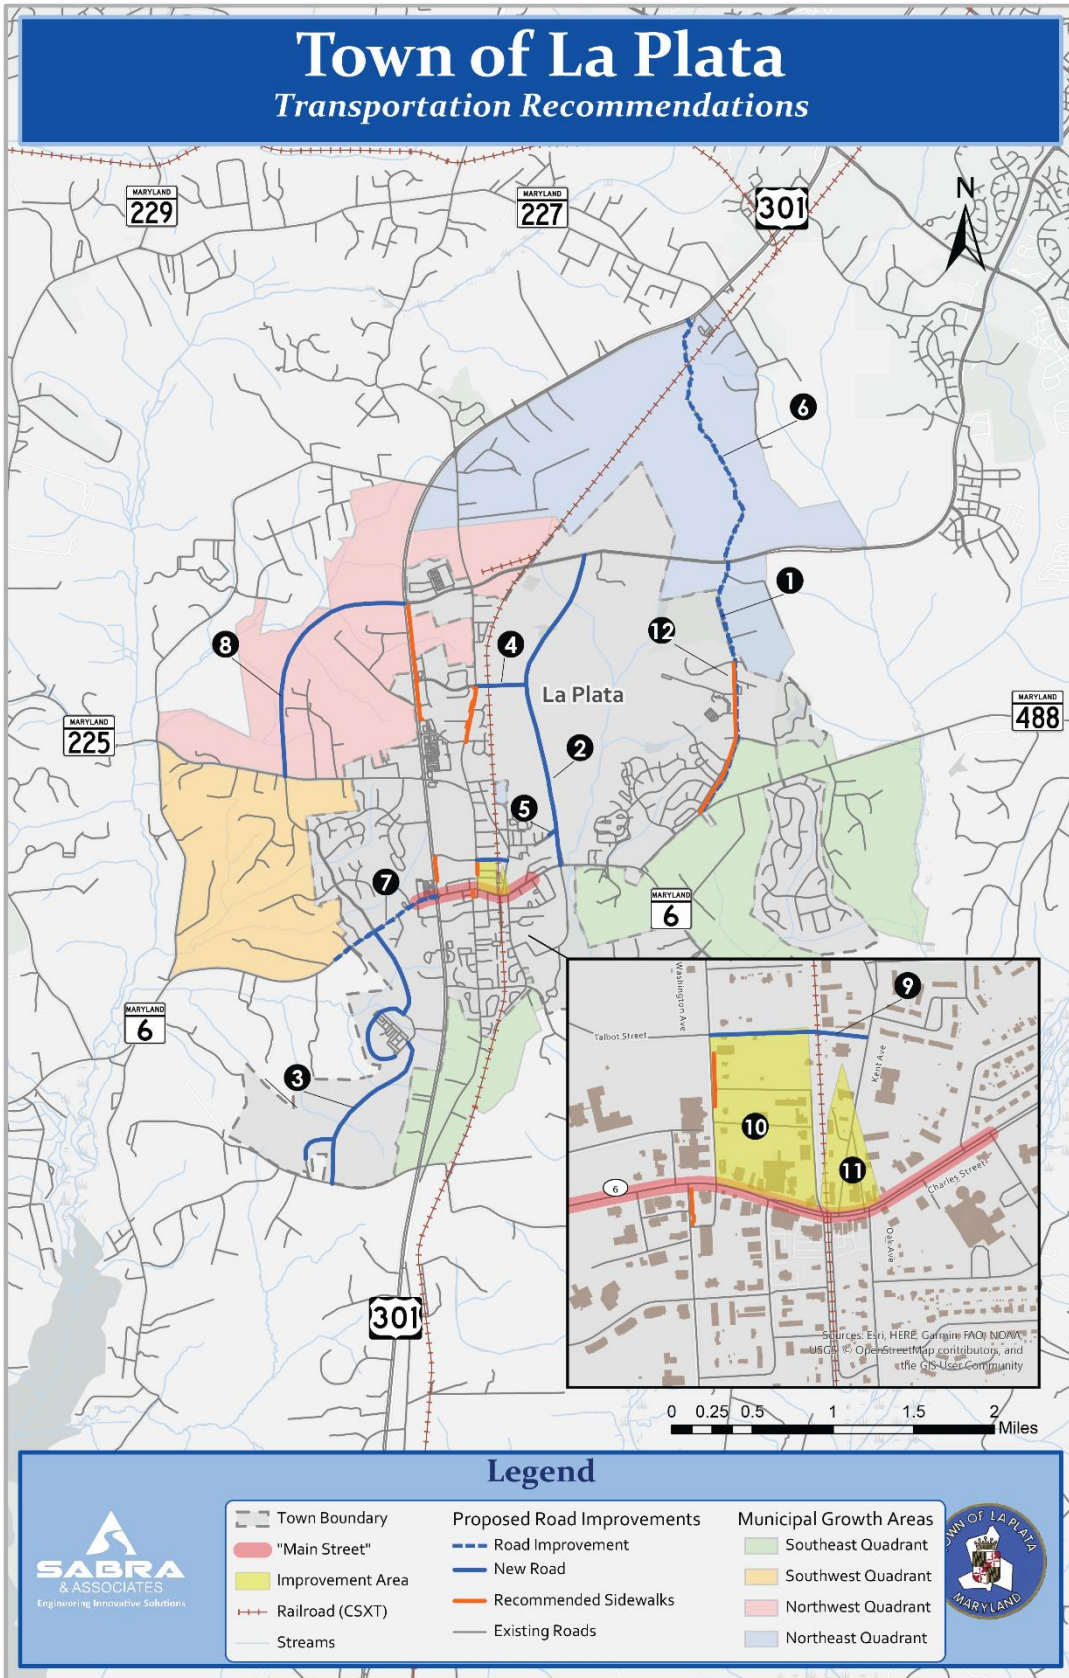 Town of La Plata
Transportation Recommendations
MARYLAND
229
MARYLAND
227
301
N
6
1
12
8
4
La Plata
MARYLAND
225
MARYLAND
488
2
5
7
MARYLAND
6
MARYLAND
6
3
Washington Ave
Talbot Street
9
Kent Ave
10
11
6
Charles Street
Oak Ave
301
Sources: Esri, HERE, Garmin, FAO, NOAA,
USGS, © OpenStreetMap contributors, and
the GIS User Community
0 0.25 0.5 1 1.5 2
Miles
Legend
SABRA
& ASSOCIATES
Engineering Innovative Solutions
Town Boundary
"Main Street"
Improvement Area
Railroad (CSXT)
Streams
Proposed Road Improvements
Road Improvement
New Road
Recommended Sidewalks
Existing Roads
Municipal Growth Areas
Southeast Quadrant
Southwest Quadrant
Northwest Quadrant
Northeast Quadrant
TOWN OF LA PLATA
MARYLAND